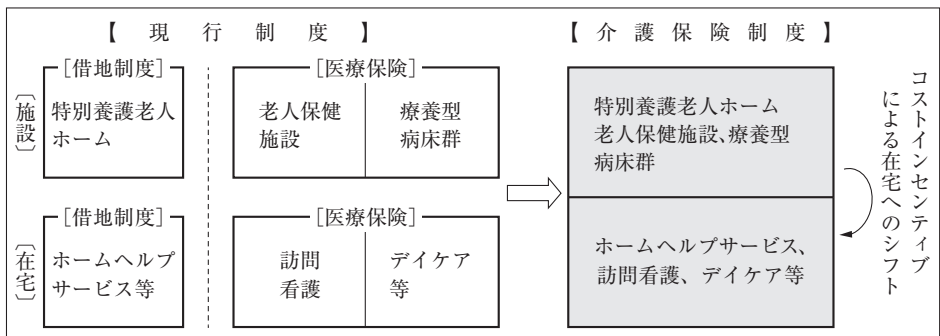 【現行制度】
【介護保険制度】
〔施設〕
[借地制度]
特別養護老人
ホーム
[医療保険]
老人保健
施設
療養型
病床群
特別養護老人ホーム
老人保健施設、療養型
病床群
コストインセンティブ
による在宅へのシフト
〔在宅〕
[借地制度]
ホームヘルプ
サービス等
[医療保険]
訪問
看護
デイケア
等
ホームヘルプサービス、
訪問看護、デイケア等